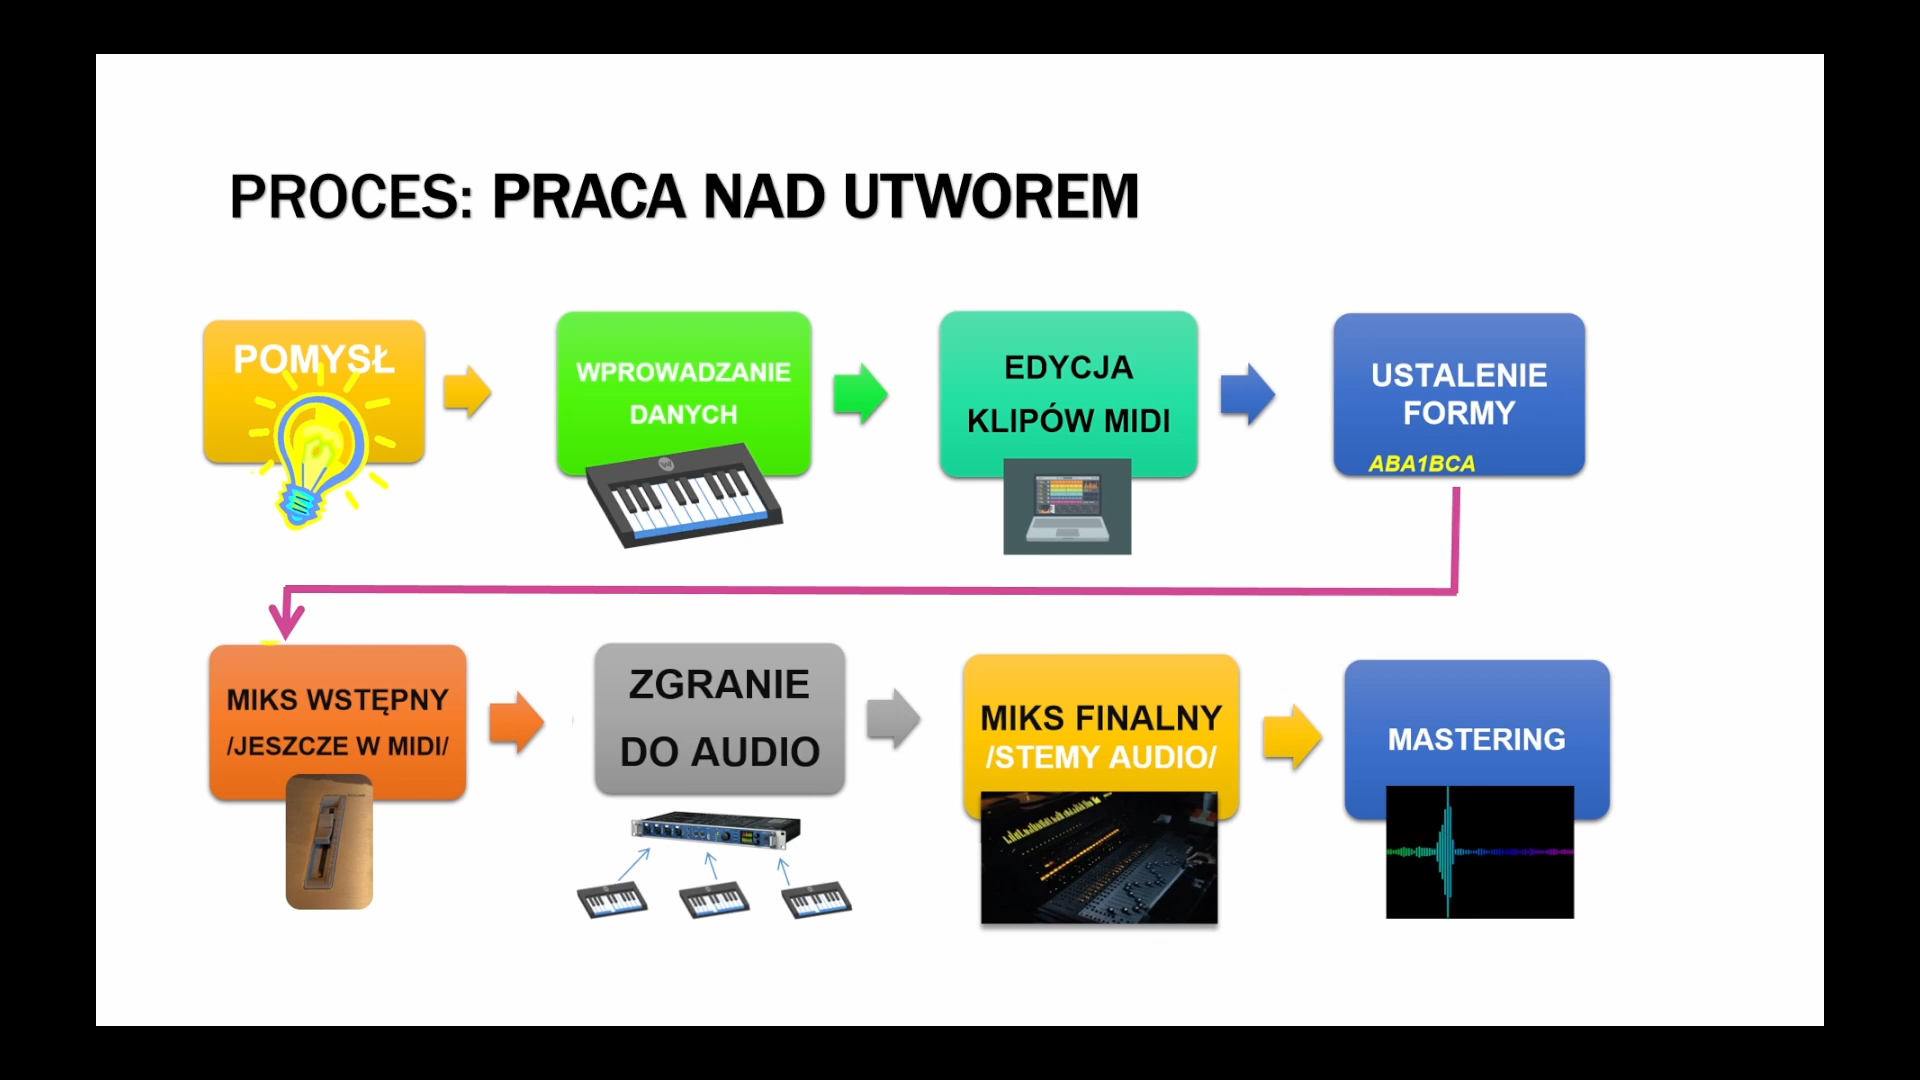 PROCES: PRACA NAD UTWOREM
POMYSŁ
WPROWADZANIE
DANYCH
EDYCJA
KLIPÓW MIDI
USTALENIE
FORMY
ABA1BCA
MIKS WSTĘPNY
/JESZCZE W MIDI/
ZGRANIE
DO AUDIO
MIKS FINALNY
/STEMY AUDIO/
MASTERING